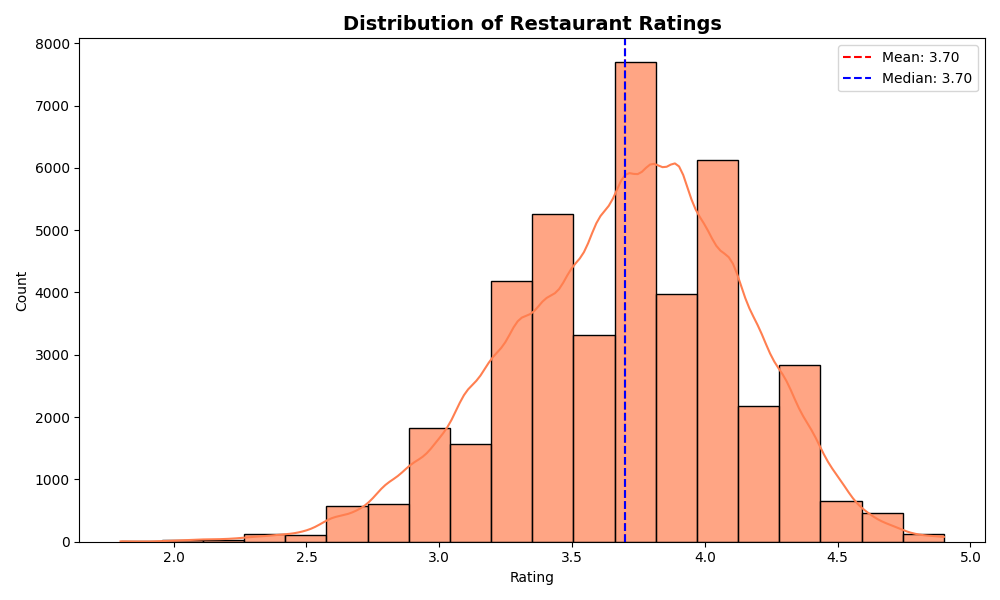 Distribution of Restaurant Ratings
Mean: 3.70
Median: 3.70
8000
7000
6000
5000
4000
3000
2000
1000
0
Count
2.0 2.5 3.0 3.5 4.0 4.5 5.0
Rating